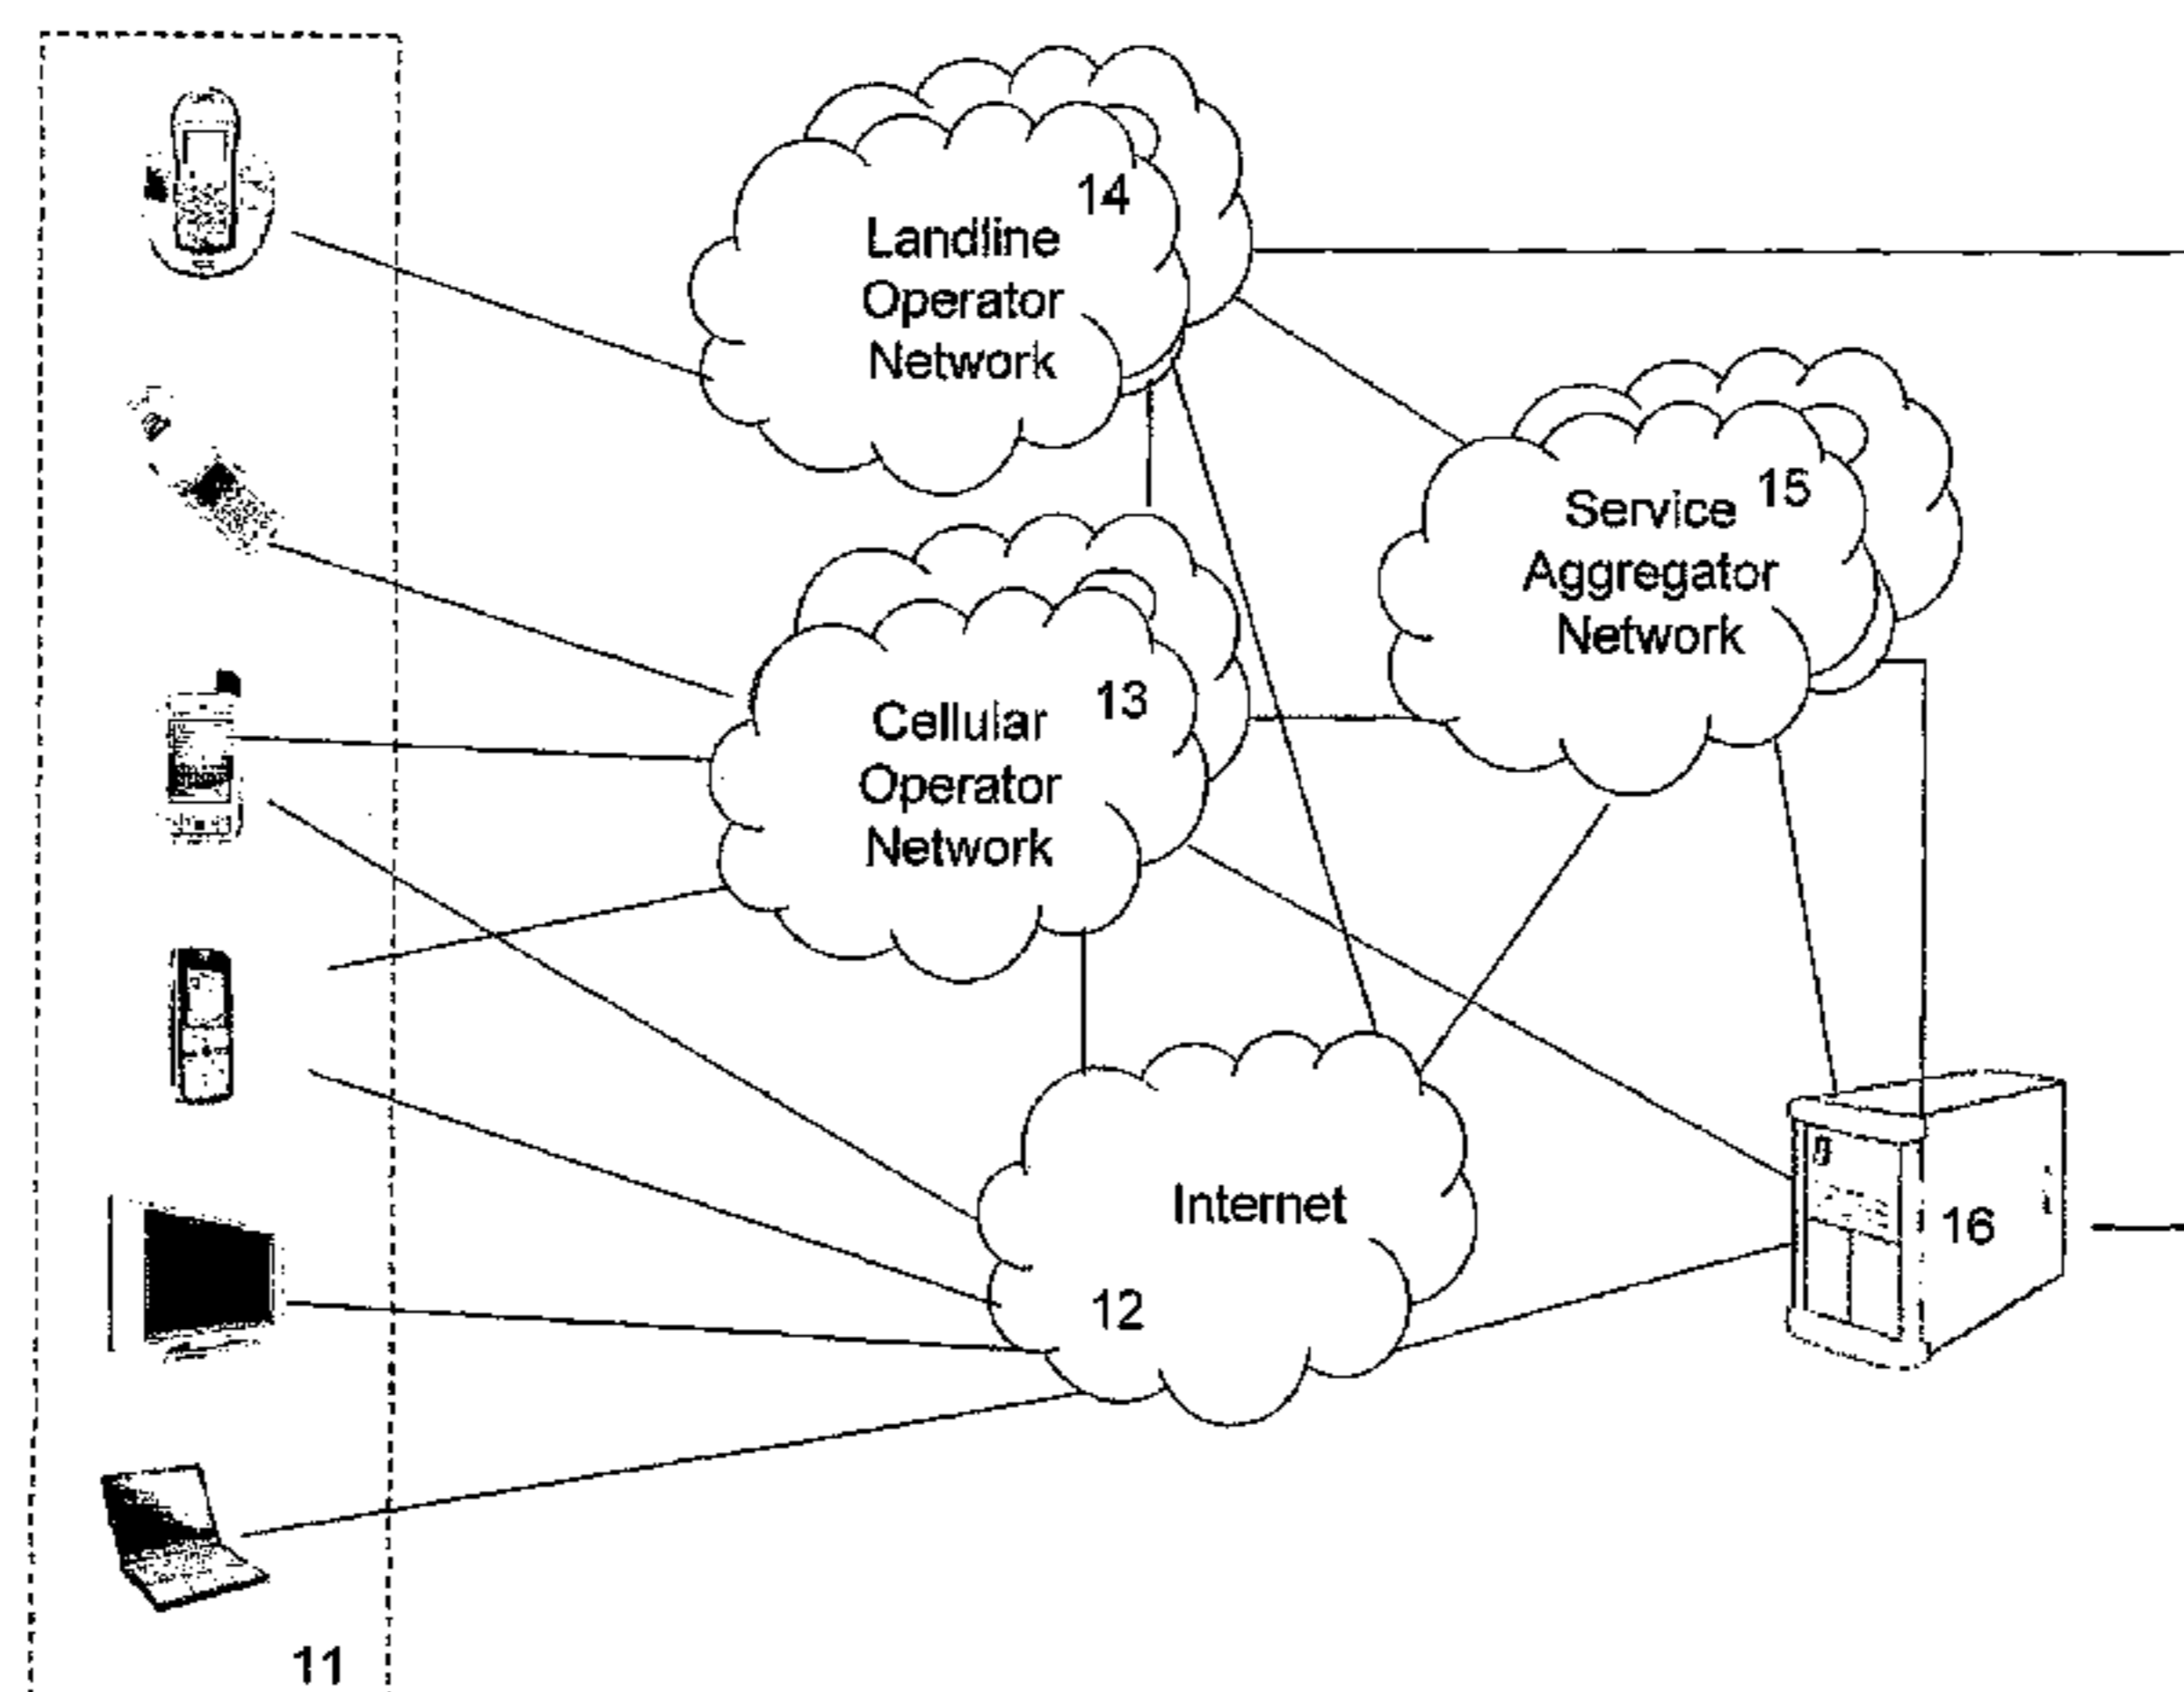 14
Landline
Operator
Network
15
Service
Aggregator
Network
13
Cellular
Operator
Network
Internet
12
16
11